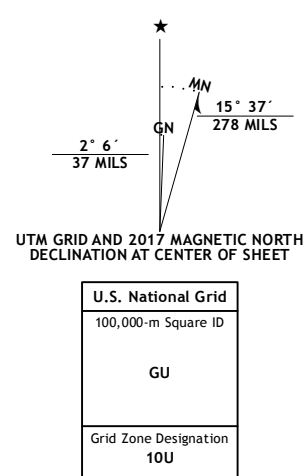 ★
MN
GN
15° 37´
278 MILS
2° 6´
37 MILS
UTM GRID AND 2017 MAGNETIC NORTH
DECLINATION AT CENTER OF SHEET
U.S. National Grid
100,000-m Square ID
GU
Grid Zone Designation
10U